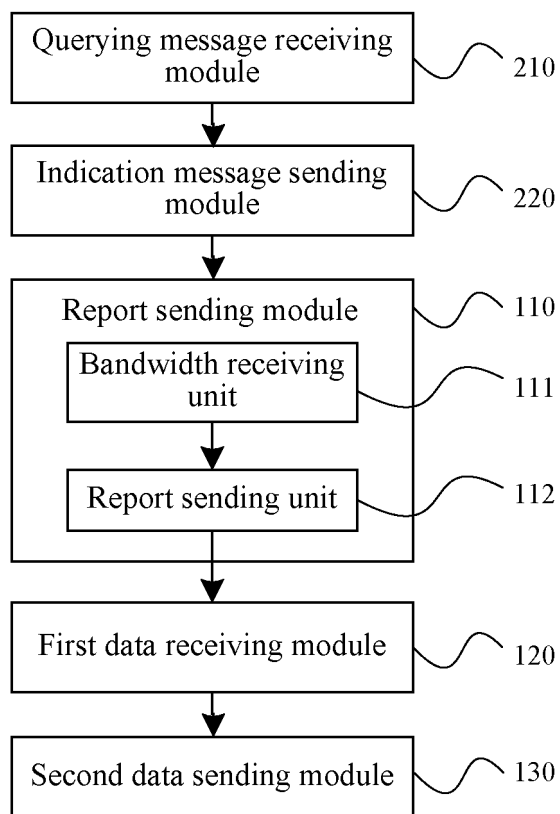 Querying message receiving
module
210
Indication message sending
module
220
Report sending module
110
Bandwidth receiving
unit
111
Report sending unit
112
First data receiving module
120
Second data sending module
130